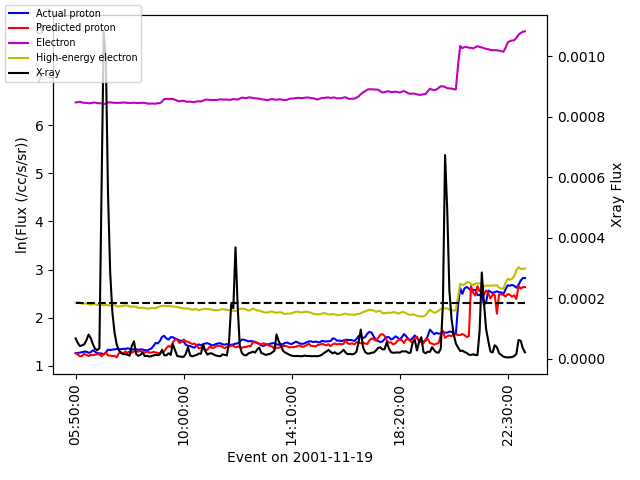 Actual proton
Predicted proton
Electron
High-energy electron
X-ray
ln(Flux (/cc/s/sr))
6
5
4
3
2
1
0.0010
0.0008
0.0006
0.0004
0.0002
0.0000
Xray Flux
05:50:00
10:00:00
14:10:00
18:20:00
22:30:00
Event on 2001-11-19